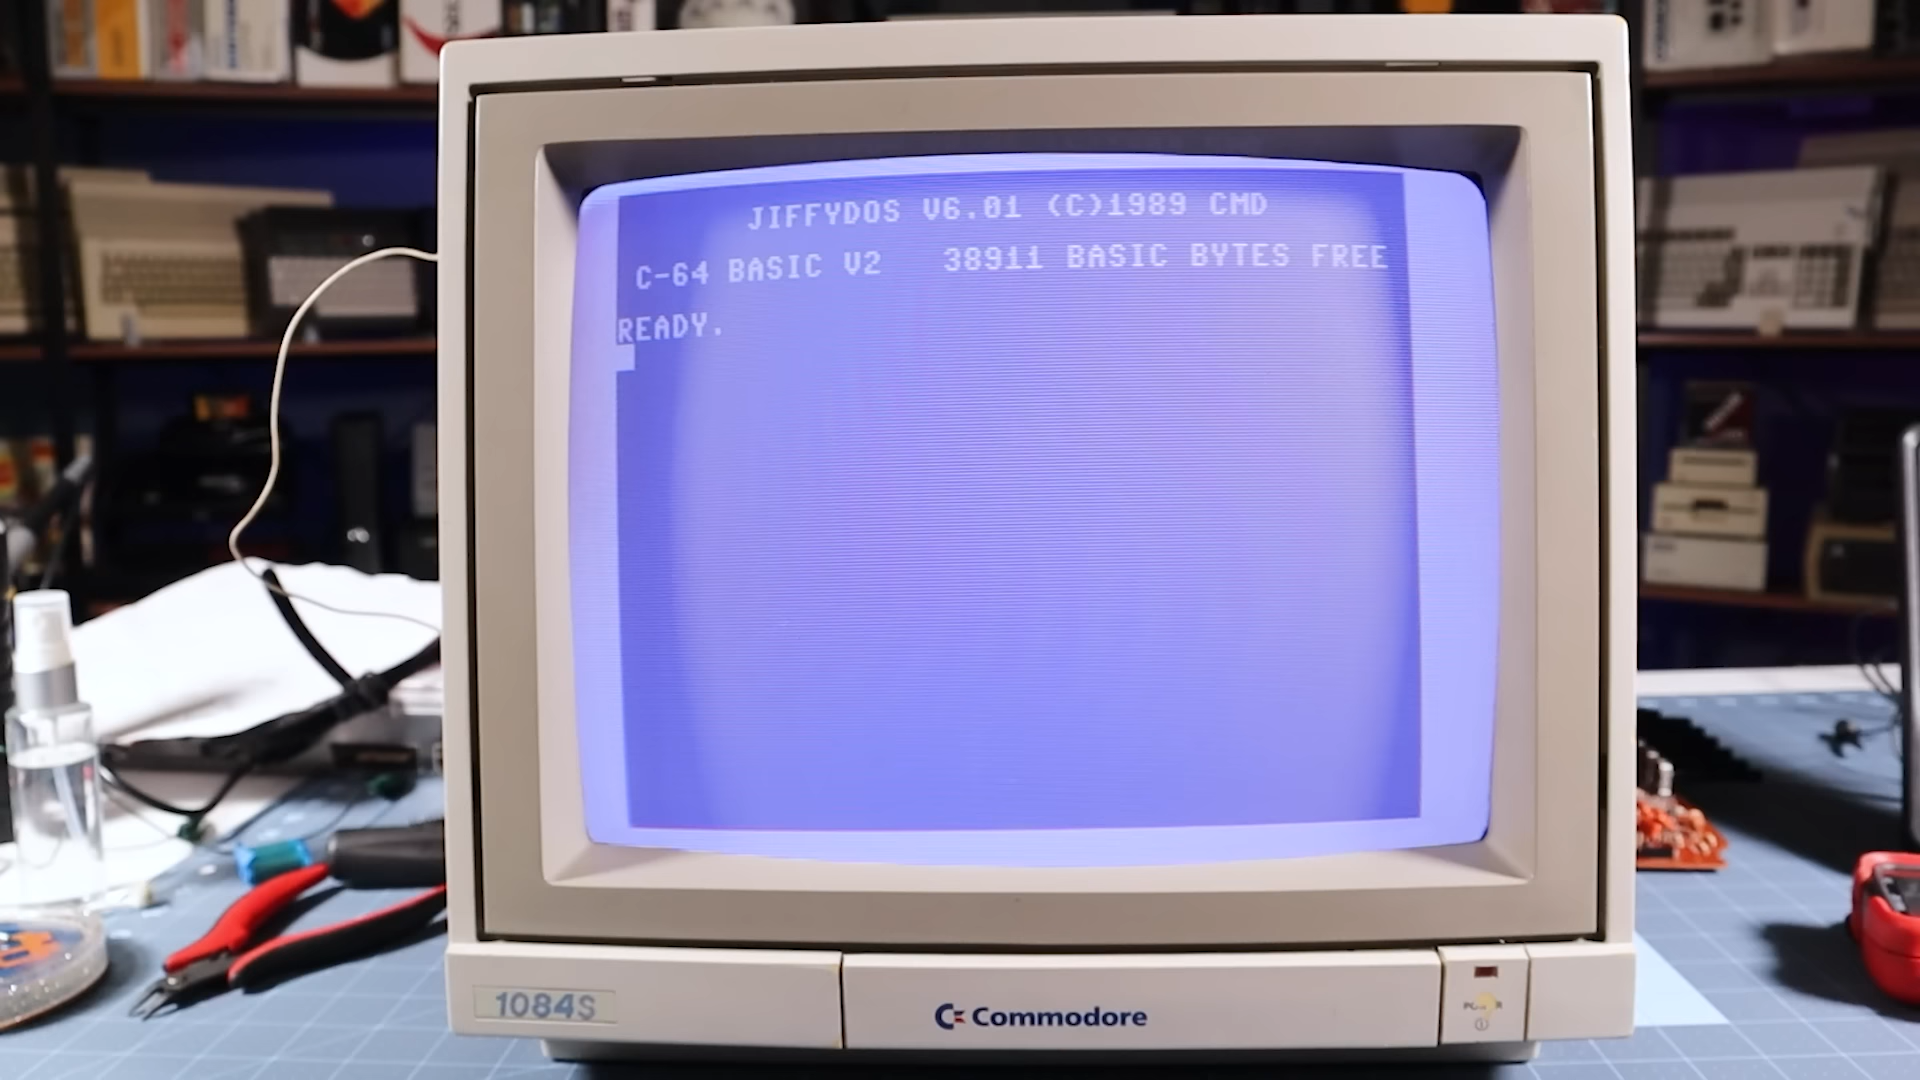 JIFFYDOS V6.01 (C)1989 CMD
C-64 BASIC V2   38911 BASIC BYTES FREE
READY.
1084S
Commodore
POWER